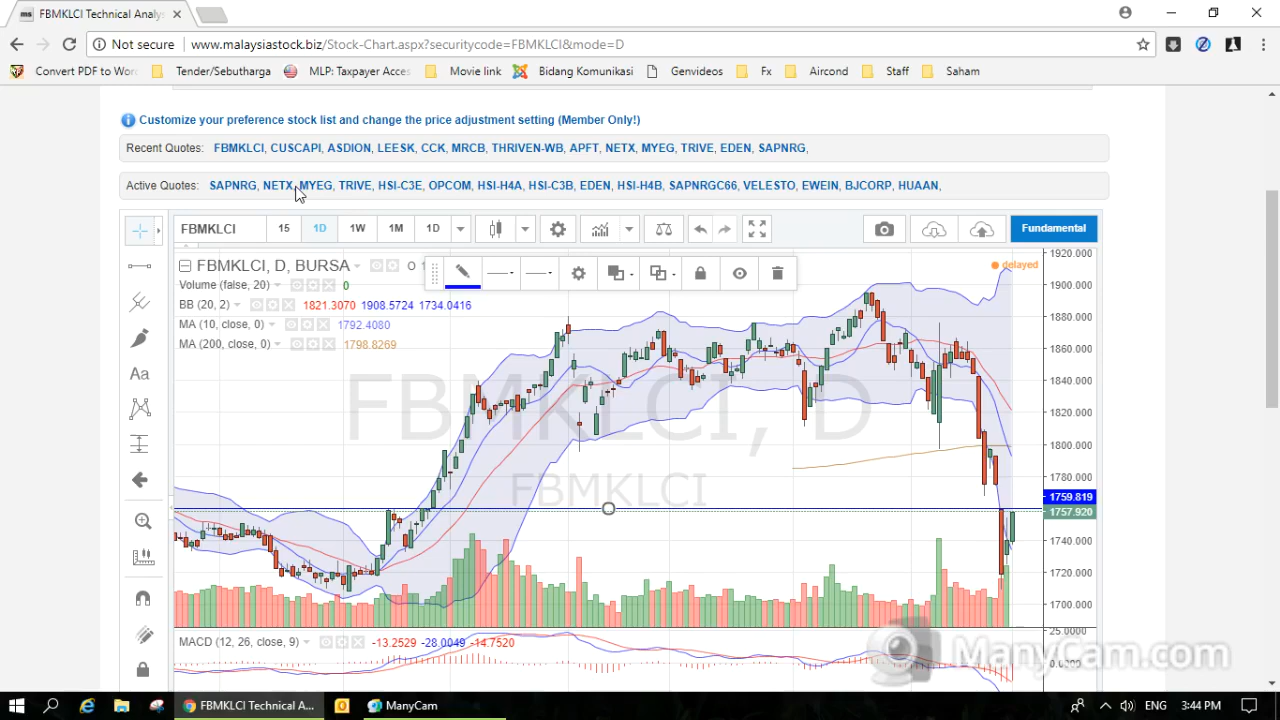 FBMKLCI Technical Analys
Not secure www.malaysiastock.biz/Stock-Chart.aspx?securitycode=FBMKLCI&mode=D
Convert PDF to Word Tender/Sebutharga MLP: Taxpayer Acces Movie link Bidang Komunikasi Genvideos Fx Aircond Staff Saham
Customize your preference stock list and change the price adjustment setting (Member Only!)
Recent Quotes: FBMKLCI, CUSCAPI, ASDION, LEESK, CCK, MRCB, THRIVEN-WB, APFT, NETX, MYEG, TRIVE, EDEN, SAPNRG,
Active Quotes: SAPNRG, NETX, MYEG, TRIVE, HSI-C3E, OPCOM, HSI-H4A, HSI-C3B, EDEN, HSI-H4B, SAPNRGC66, VELESTO, EWEIN, BJCORP, HUAAN,
FBMKLCI 15 1D 1W 1M 1D Fundamental
1920.000
FBMKLCI, D, BURSA O
delayed
Volume (false, 20) 0
1900.000
BB (20, 2) 1821.3070 1908.5724 1734.0416
1880.000
MA (10, close, 0) 1792.4080
MA (200, close, 0) 1798.8269
1860.000
1840.000
FBMKLCI, D
1820.000
1800.000
1780.000
FBMKLCI
1759.819
1757.920
1740.000
1720.000
1700.000
25.0000
MACD (12, 26, close, 9) -13.2529 -28.0049 -14.7520
ManyCam.com
0.0000
FBMKLCI Technical A... ManyCam ENG 3:44 PM